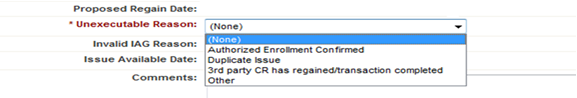 Proposed Regain Date:
* Unexecutable Reason: (None)
(None)
Invalid IAG Reason:
Authorized Enrollment Confirmed
Issue Available Date:
Duplicate Issue
3rd party CR has regained/transaction completed
Comments:
Other